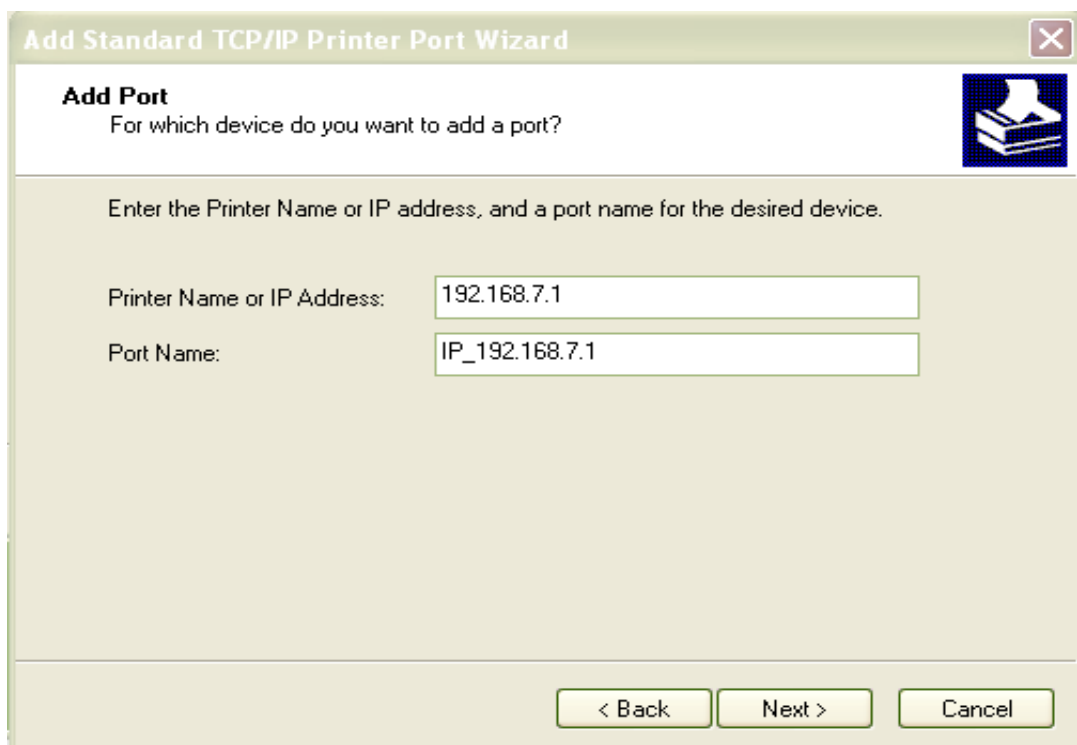 Add Standard TCP/IP Printer Port Wizard
Add Port
For which device do you want to add a port?
Enter the Printer Name or IP address, and a port name for the desired device.
Printer Name or IP Address: 192.168.7.1
Port Name: IP_192.168.7.1
< Back Next > Cancel